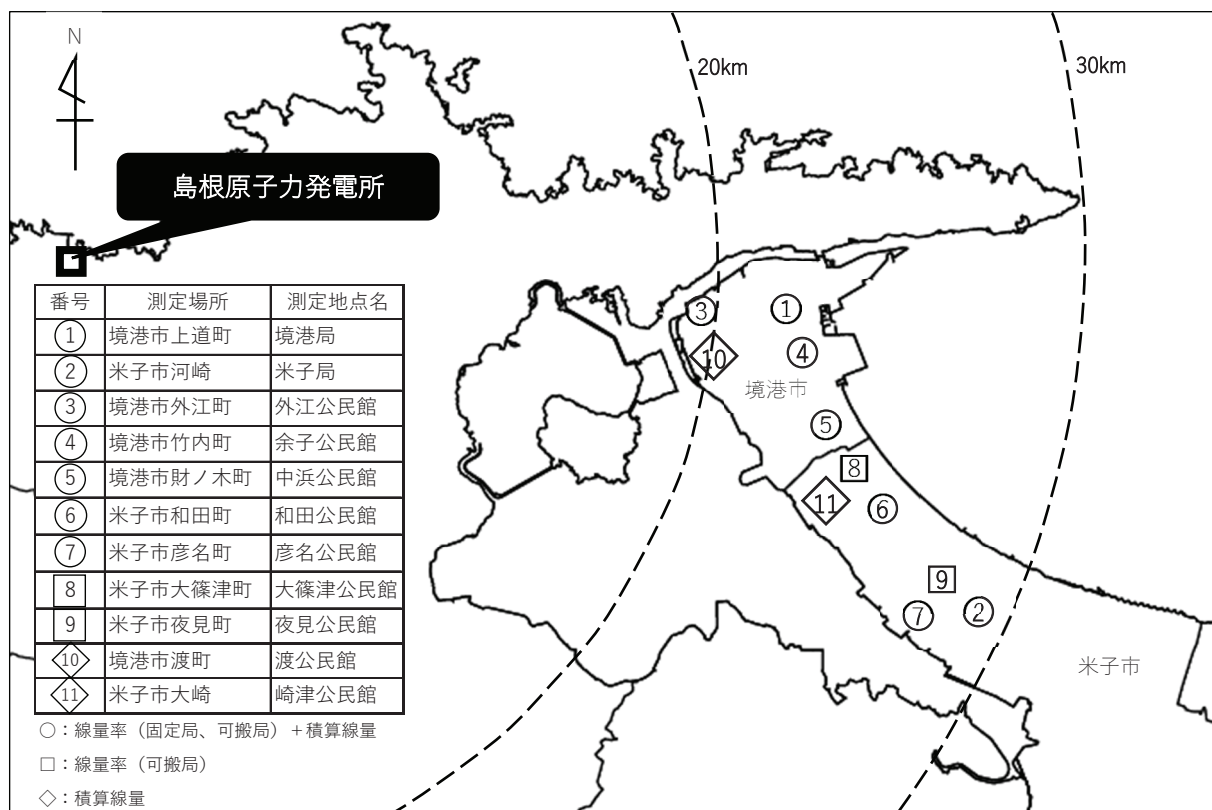 N
20km
30km
島根原子力発電所
番号 測定場所 測定地点名
① 境港市上道町 境港局
② 米子市河崎 米子局
③ 境港市外江町 外江公民館
④ 境港市竹内町 余子公民館
⑤ 境港市財ノ木町 中浜公民館
⑥ 米子市和田町 和田公民館
⑦ 米子市彦名町 彦名公民館
8 米子市大篠津町 大篠津公民館
9 米子市夜見町 夜見公民館
10 境港市渡町 渡公民館
11 米子市大崎 崎津公民館
○：線量率（固定局、可搬局）＋積算線量
□：線量率（可搬局）
◇：積算線量
③
①
10
④
境港市
⑤
8
11
⑥
9
⑦
②
米子市